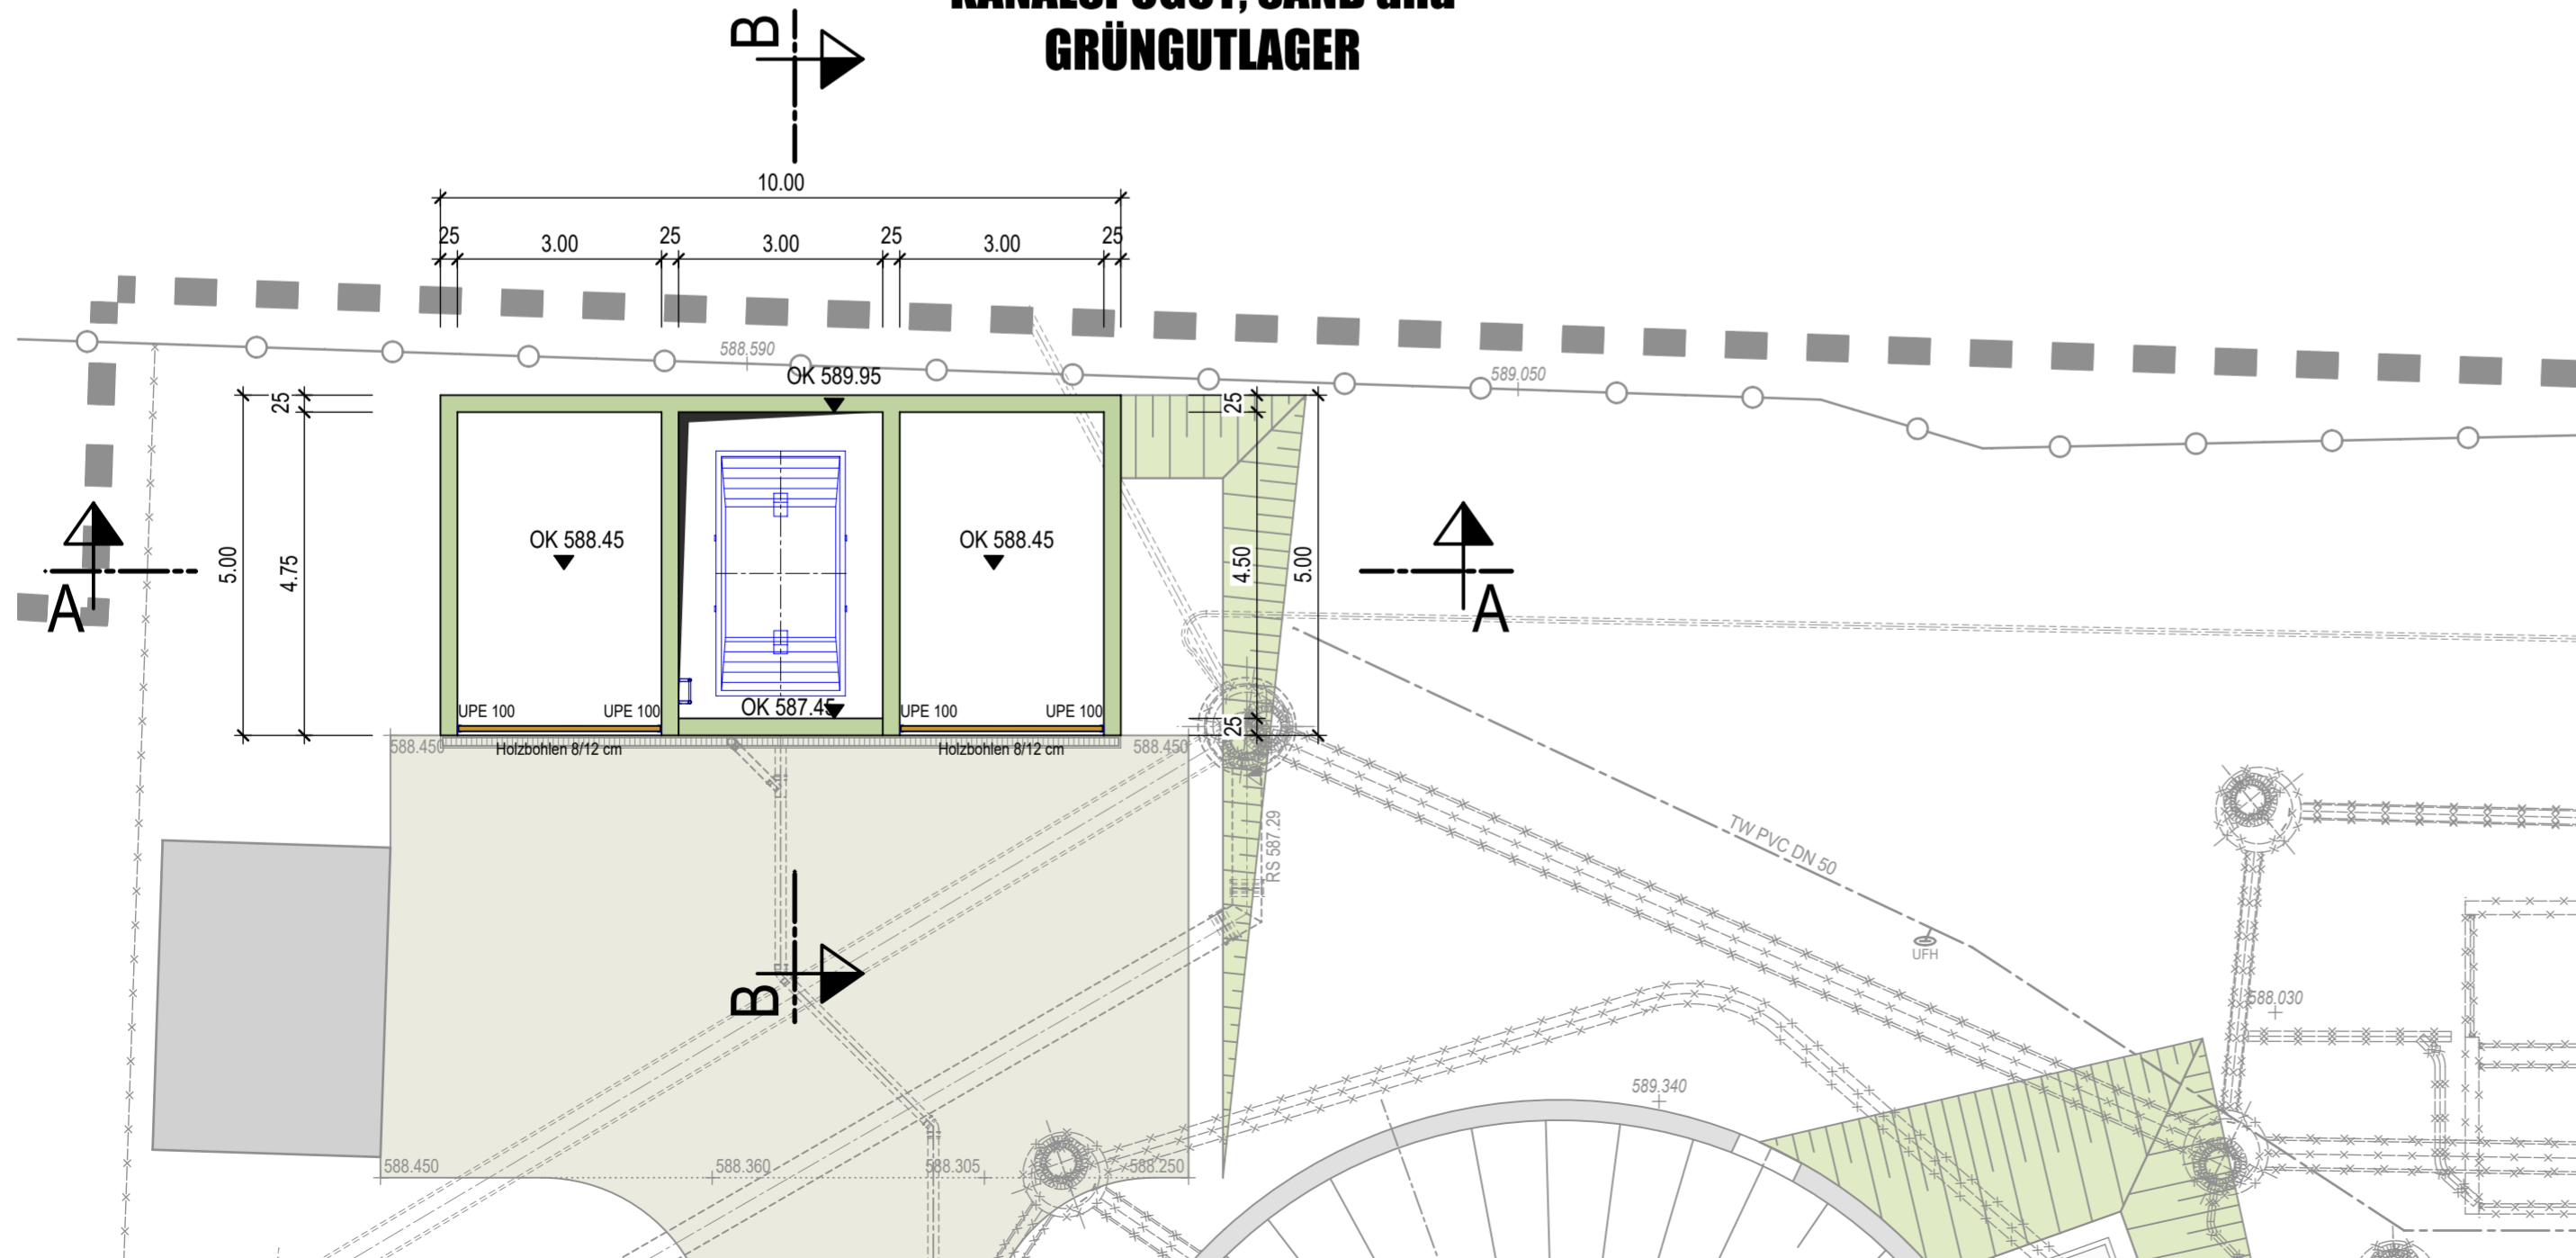 GRÜNGUTLAGER
B
10.00
25
3.00
25
3.00
25
3.00
25
588.590
OK 589.95
589.050
25
25
OK 588.45
OK 588.45
5.00
4.75
4.50
5.00
A
A
UPE 100
UPE 100
OK 587.45
UPE 100
UPE 100
25
588.450
Holzbohlen 8/12 cm
Holzbohlen 8/12 cm
588.450
RS 587.29
TW PVC DN 50
UFH
B
588.030
589.340
588.450
588.360
588.305
588.250